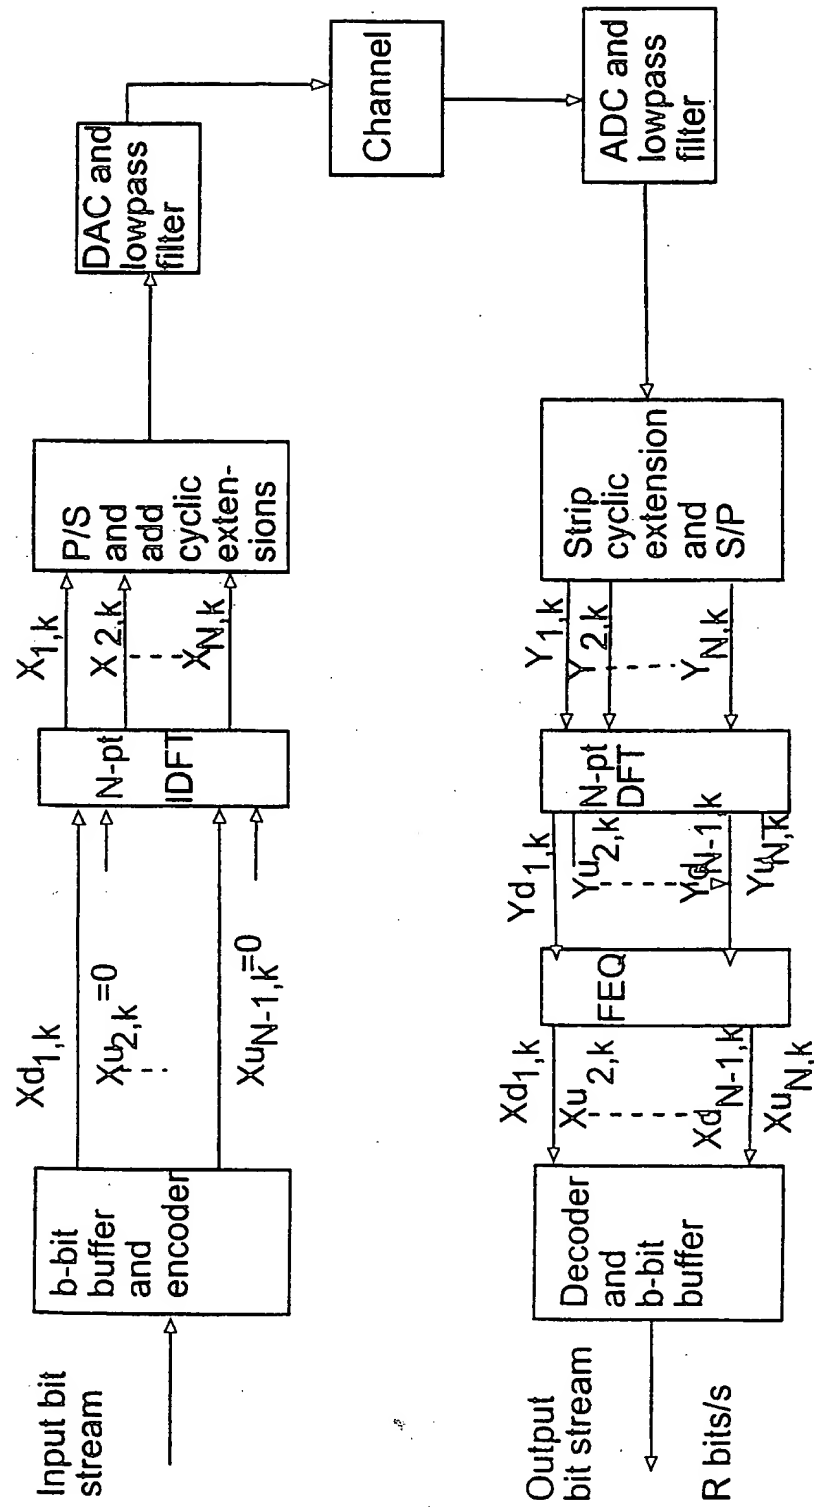 Input bit
stream
b-bit
buffer
and
encoder
Xd1,k
Xu2,k=0
XuN-1,k=0
N-pt
IDFT
X1,k
X2,k
XN,k
P/S
and
add
cyclic
exten-
sions
DAC and
lowpass
filter
Channel
ADC and
lowpass
filter
Strip
cyclic
extension
and
S/P
Y1,k
Y2,k
YN,k
N-pt
DFT
Yd1,k
Yu2,k
YdN-1,k
YuN,k
FEQ
Xd1,k
Xu2,k
XdN-1,k
XuN,k
Decoder
and
b-bit
buffer
Output
bit stream
R bits/s